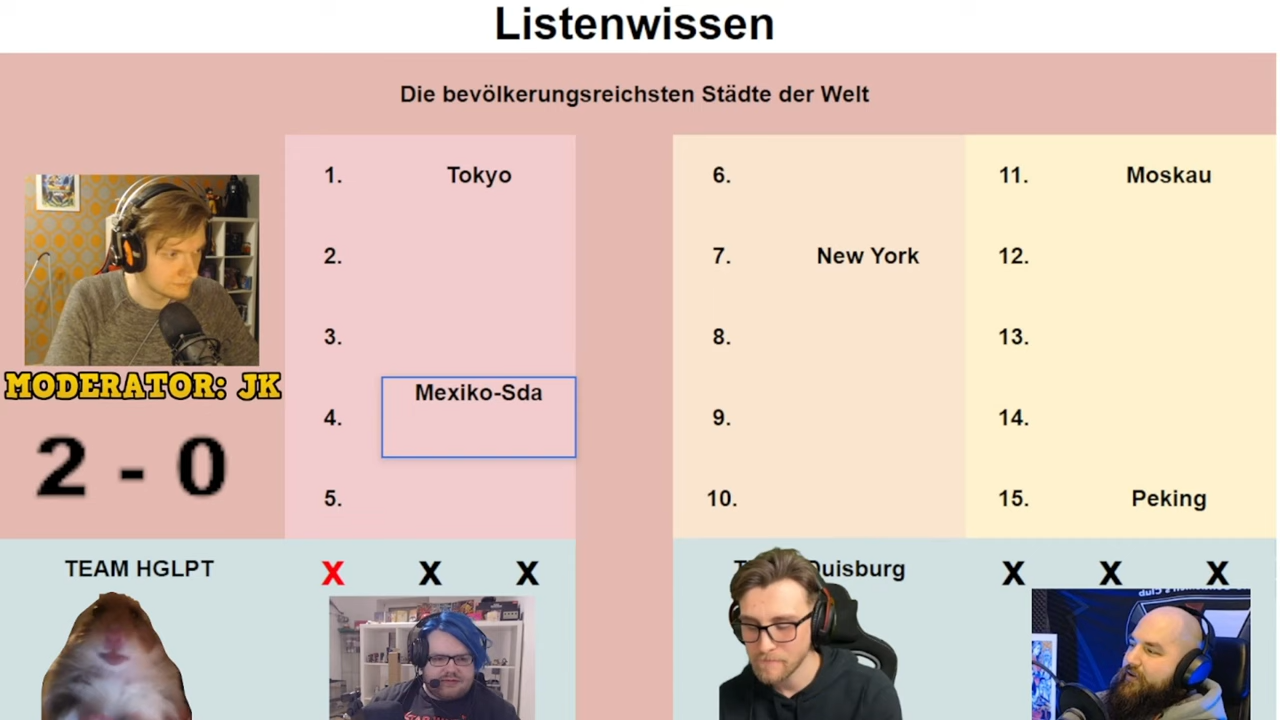 Listenwissen
Die bevölkerungsreichsten Städte der Welt
1. Tokyo
2.
3.
4. Mexiko-Sda
5.
6.
7. New York
8.
9.
10.
11. Moskau
12.
13.
14.
15. Peking
MODERATOR: JK
2 - 0
TEAM HGLPT
X X X
Quisburg
X X X